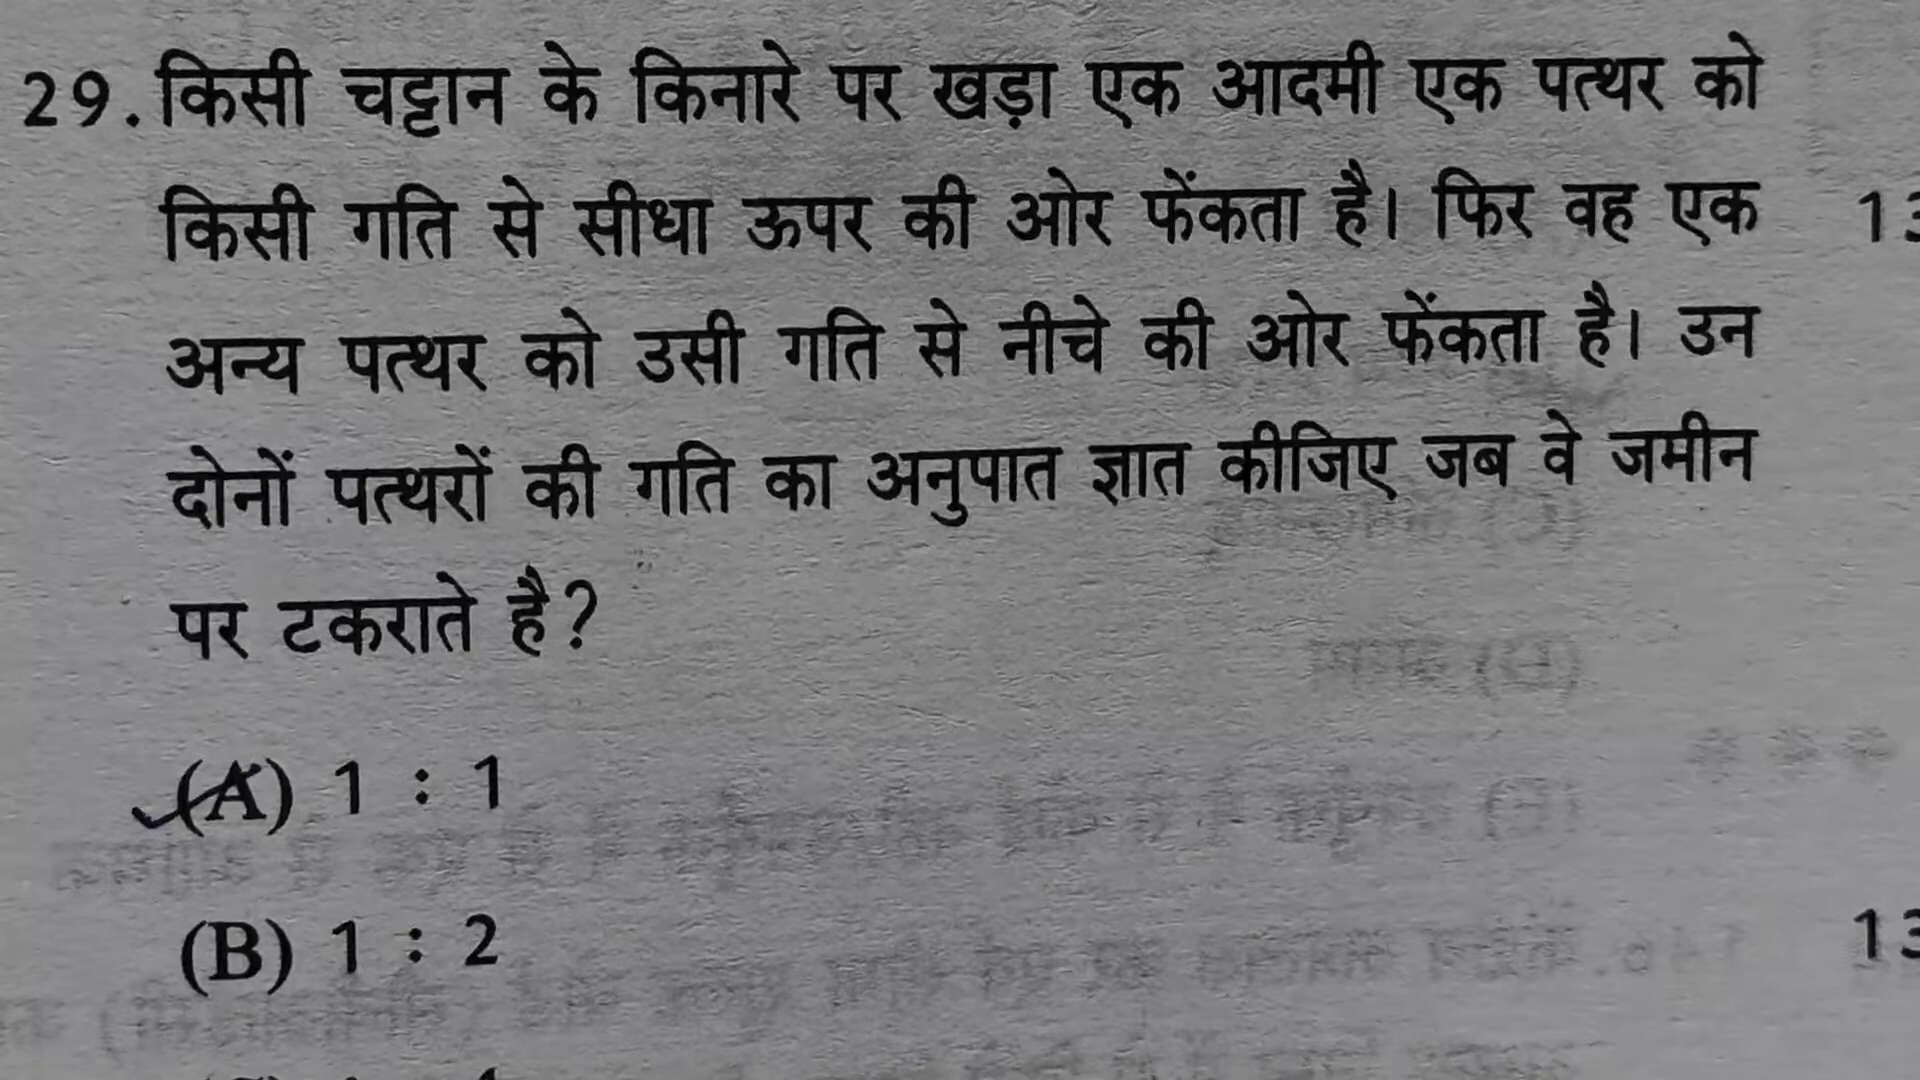 29. किसी चट्टान के किनारे पर खड़ा एक आदमी एक पत्थर को
किसी गति से सीधा ऊपर की ओर फेंकता है। फिर वह एक
अन्य पत्थर को उसी गति से नीचे की ओर फेंकता है। उन
दोनों पत्थरों की गति का अनुपात ज्ञात कीजिए जब वे जमीन
पर टकराते है?
(A) 1 : 1
(B) 1 : 2